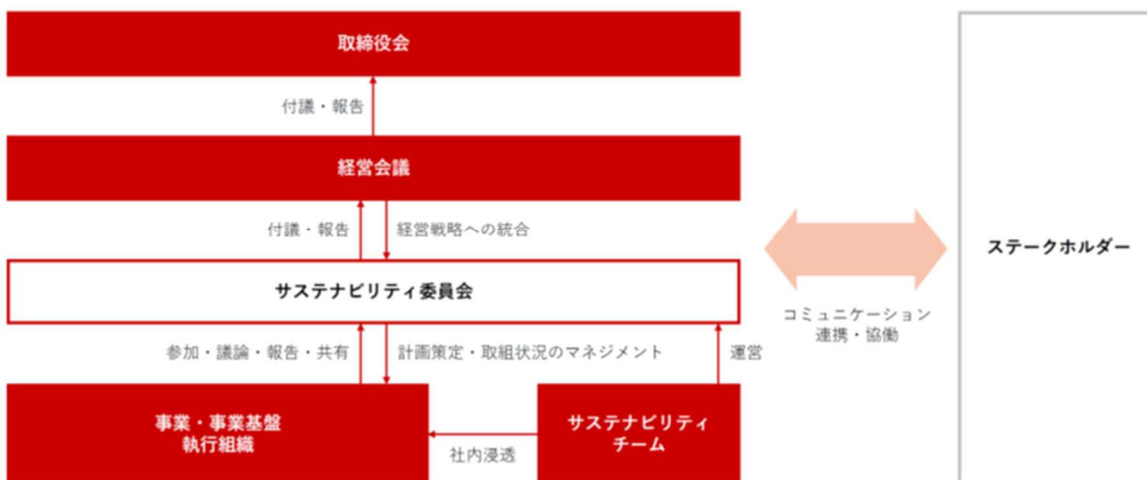 取締役会
付議・報告
経営会議
付議・報告
経営戦略への統合
サステナビリティ委員会
参加・議論・報告・共有
計画策定・取組状況のマネジメント
運営
事業・事業基盤
執行組織
社内浸透
サステナビリティ
チーム
コミュニケーション
連携・協働
ステークホルダー